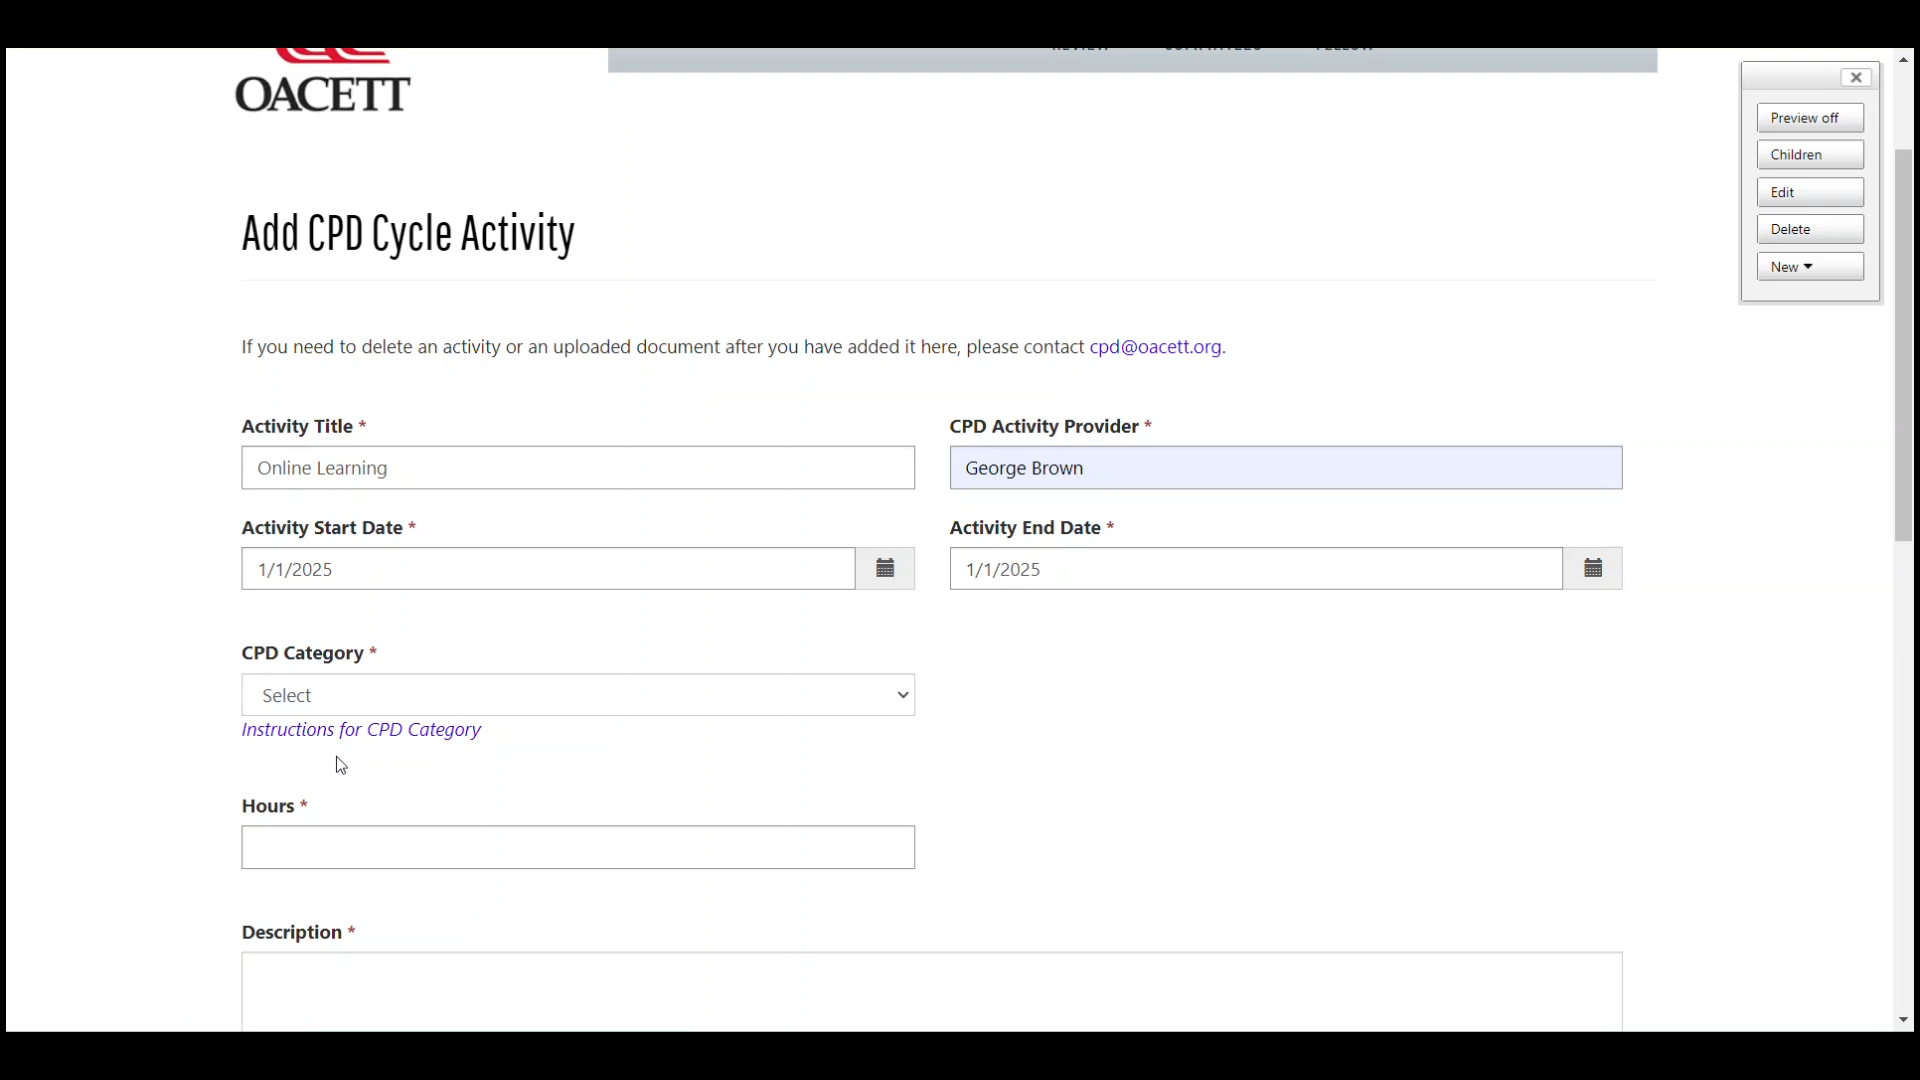 OACETT
Preview off
Children
Edit
Delete
New
Add CPD Cycle Activity
If you need to delete an activity or an uploaded document after you have added it here, please contact cpd@oacett.org.
Activity Title *
CPD Activity Provider *
Online Learning
George Brown
Activity Start Date *
Activity End Date *
1/1/2025
1/1/2025
CPD Category *
Select
Instructions for CPD Category
Hours *
Description *